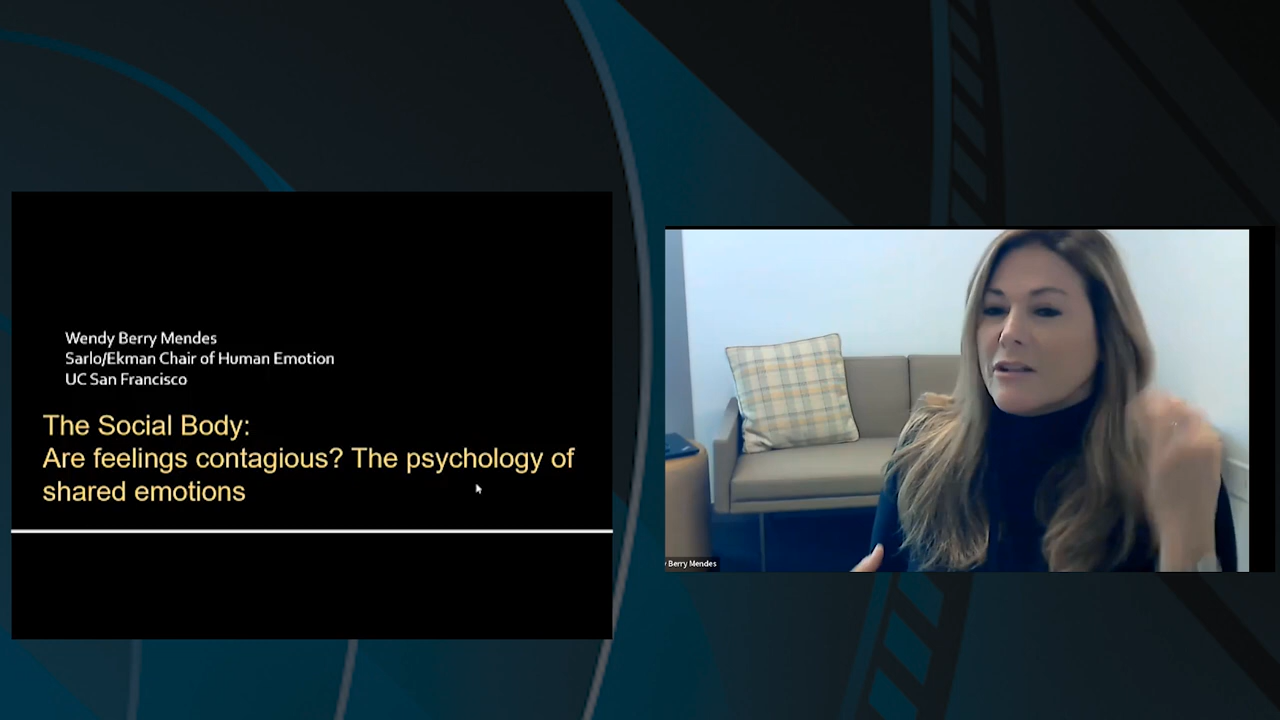 Wendy Berry Mendes
Sarlo/Ekman Chair of Human Emotion
UC San Francisco
The Social Body:
Are feelings contagious? The psychology of
shared emotions
Berry Mendes